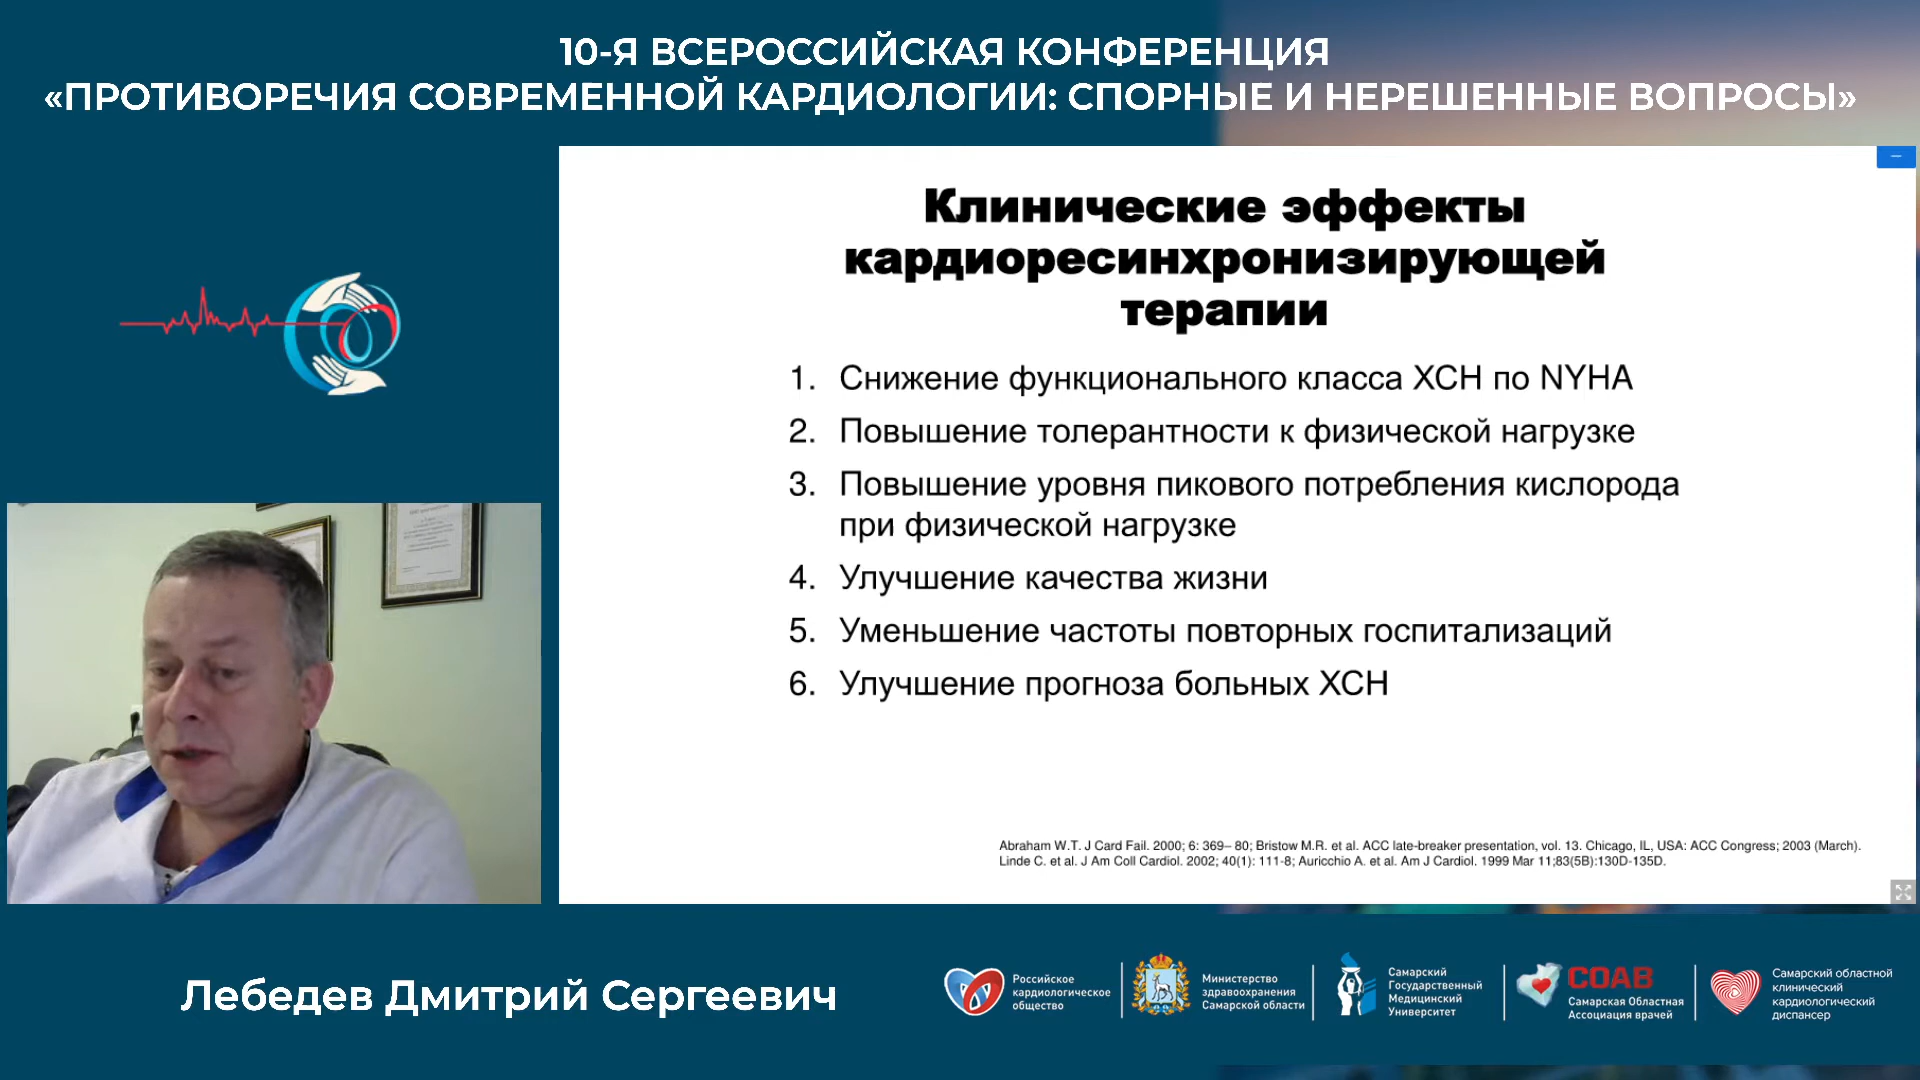 10-Я ВСЕРОССИЙСКАЯ КОНФЕРЕНЦИЯ
«ПРОТИВОРЕЧИЯ СОВРЕМЕННОЙ КАРДИОЛОГИИ: СПОРНЫЕ И НЕРЕШЕННЫЕ ВОПРОСЫ»
Клинические эффекты
кардиоресинхронизирующей
терапии
1. Снижение функционального класса ХСН по NYHA
2. Повышение толерантности к физической нагрузке
3. Повышение уровня пикового потребления кислорода
при физической нагрузке
4. Улучшение качества жизни
5. Уменьшение частоты повторных госпитализаций
6. Улучшение прогноза больных ХСН
Abraham W.T. J Card Fail. 2000; 6: 369– 80; Bristow M.R. et al. ACC late-breaker presentation, vol. 13. Chicago, IL, USA: ACC Congress; 2003 (March).
Linde C. et al. J Am Coll Cardiol. 2002; 40(1): 111-8; Auricchio A. et al. Am J Cardiol. 1999 Mar 11;83(5B):130D-135D.
Лебедев Дмитрий Сергеевич
Российское
кардиологическое
общество
Министерство
здравоохранения
Самарской области
Самарский
Государственный
Медицинский
Университет
СОАВ
Самарская Областная
Ассоциация врачей
Самарский областной
клинический
кардиологический
диспансер